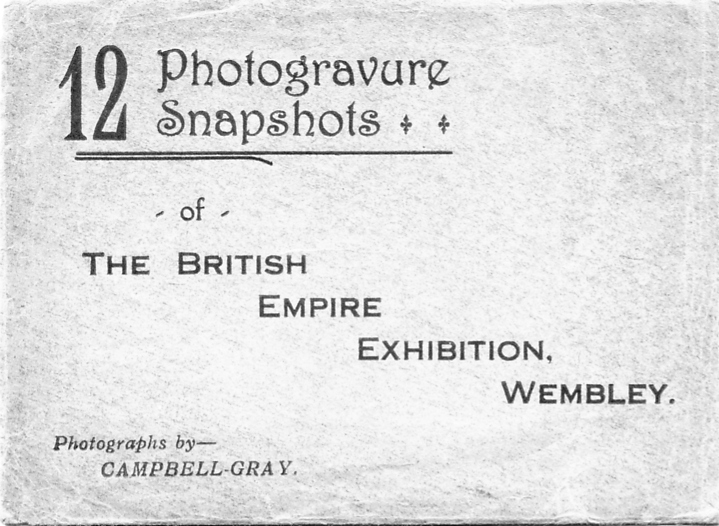 12 Photogravure
Snapshots
- of -
THE BRITISH
EMPIRE
EXHIBITION,
WEMBLEY.
Photographs by—
CAMPBELL-GRAY.